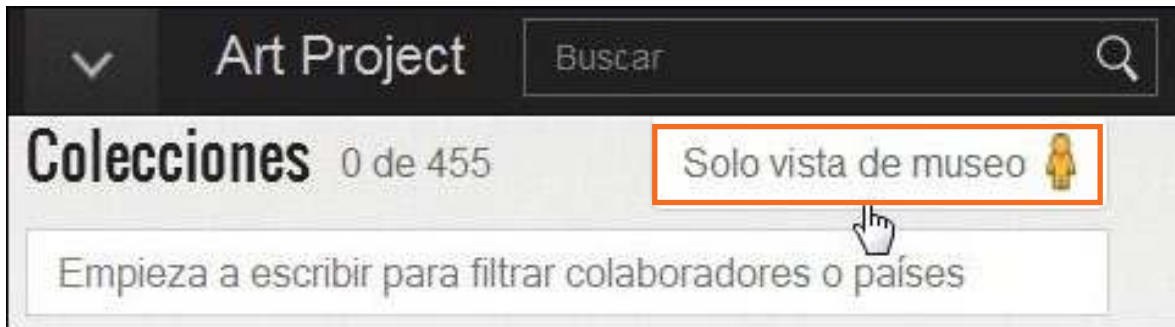 Art Project Buscar
Colecciones 0 de 455 Solo vista de museo
Empieza a escribir para filtrar colaboradores o países